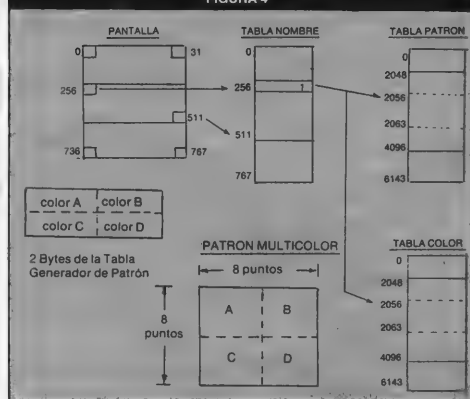 FIGURA 4
PANTALLA
0
31
256
511
736
767
TABLA NOMBRE
0
256
1
511
767
TABLA PATRON
0
2048
2056
2063
4096
6143
color A color B
color C color D
2 Bytes de la Tabla
Generador de Patrón
PATRON MULTICOLOR
8 puntos
8
puntos
A B
C D
TABLA COLOR
0
2048
2056
2063
4096
6143